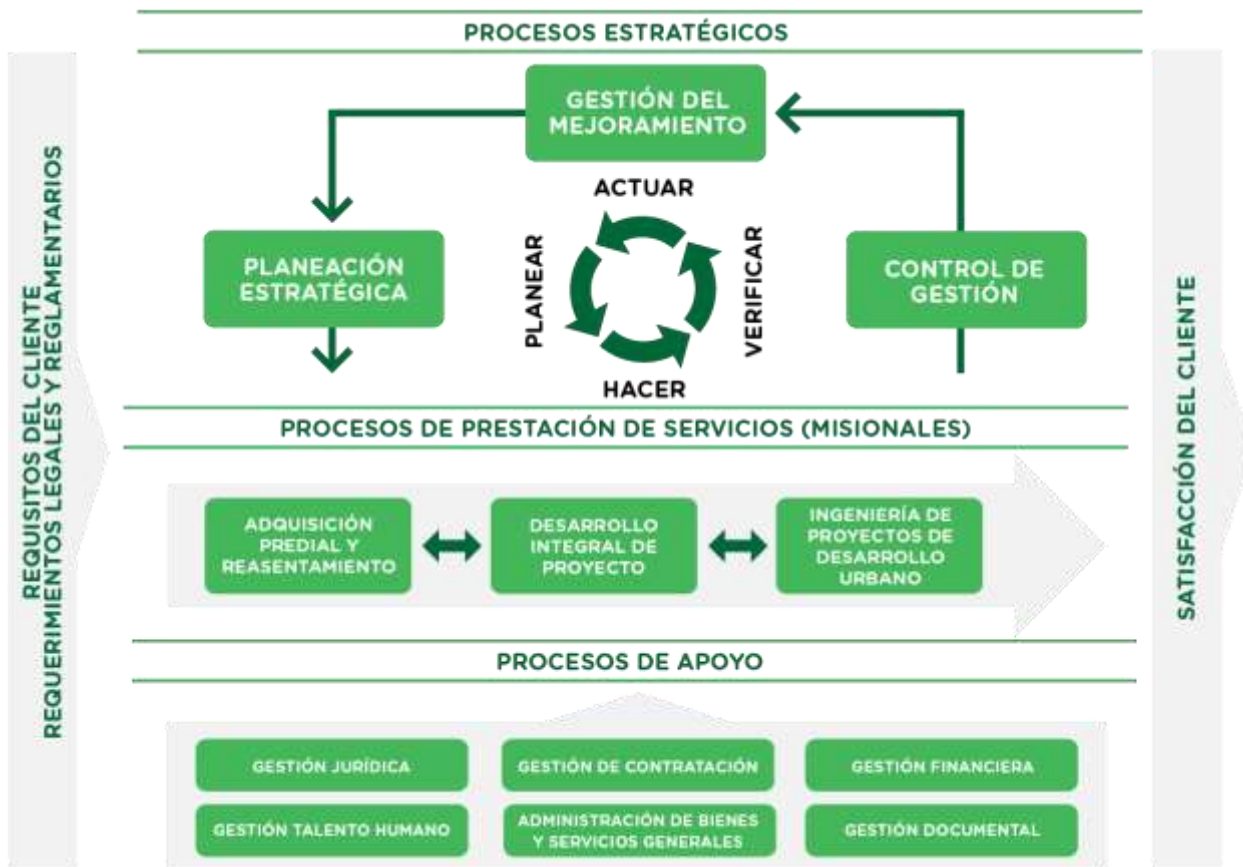 PROCESOS ESTRATÉGICOS
REQUISITOS DEL CLIENTE
REQUERIMIENTOS LEGALES Y REGLAMENTARIOS
GESTIÓN DEL
MEJORAMIENTO
ACTUAR
PLANEAR
VERIFICAR
HACER
PLANEACIÓN
ESTRATÉGICA
CONTROL DE
GESTIÓN
SATISFACCIÓN DEL CLIENTE
PROCESOS DE PRESTACIÓN DE SERVICIOS (MISIONALES)
ADQUISICIÓN
PREDIAL Y
REASENTAMIENTO
DESARROLLO
INTEGRAL DE
PROYECTO
INGENIERÍA DE
PROYECTOS DE
DESARROLLO
URBANO
PROCESOS DE APOYO
GESTIÓN JURÍDICA
GESTIÓN DE CONTRATACIÓN
GESTIÓN FINANCIERA
GESTIÓN TALENTO HUMANO
ADMINISTRACIÓN DE BIENES
Y SERVICIOS GENERALES
GESTIÓN DOCUMENTAL